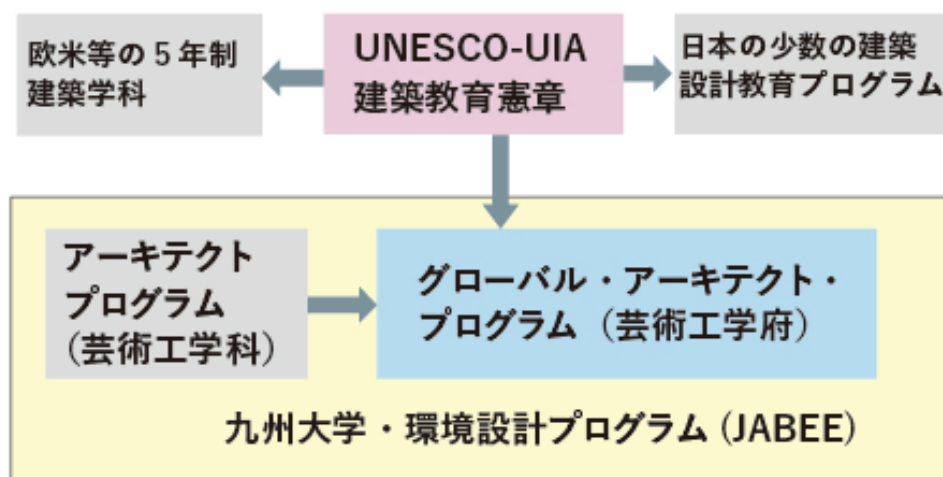 欧米等の5年制
建築学科
UNESCO-UIA
建築教育憲章
日本の少数の建築
設計教育プログラム
アーキテクト
プログラム
(芸術工学科)
グローバル・アーキテクト・
プログラム（芸術工学府）
九州大学・環境設計プログラム (JABEE)